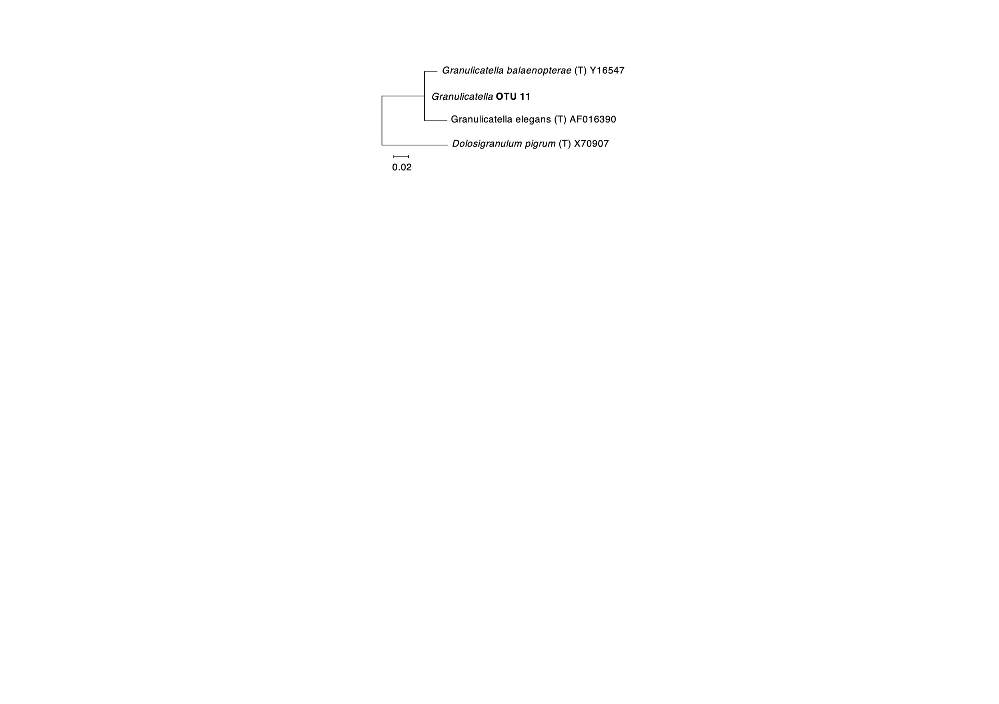 Granulicatella balaenopterae (T) Y16547
Granulicatella OTU 11
Granulicatella elegans (T) AF016390
Dolosigranulum pigrum (T) X70907
0.02